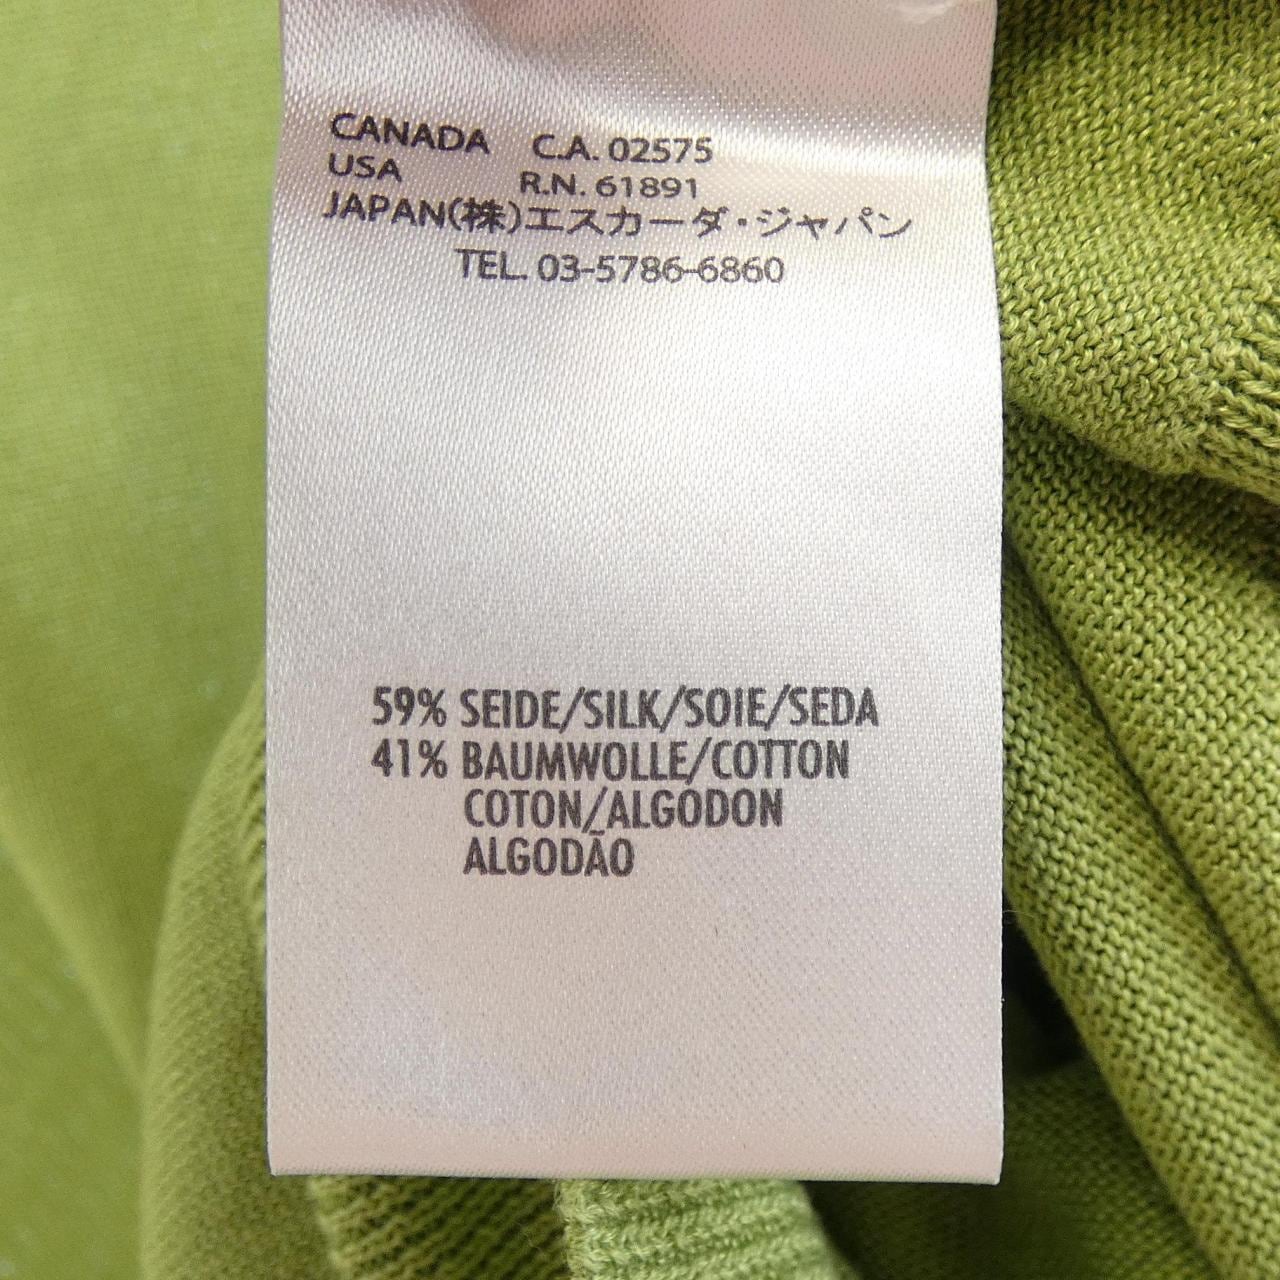 CANADA C.A. 02575
USA R.N. 61891
JAPAN(株)エスカーダ・ジャパン
TEL. 03-5786-6860
59% SEIDE/SILK/SOIE/SEDA
41% BAUMWOLLE/COTTON
COTON/ALGODON
ALGODÃO